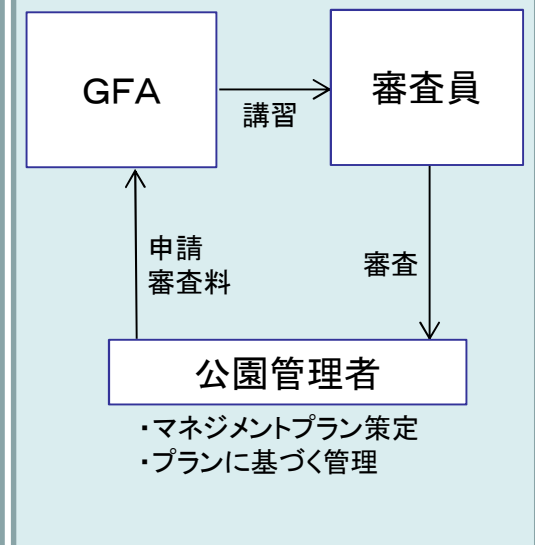 GFA
審査員
講習
申請
審査料
審査
公園管理者
・マネジメントプラン策定
・プランに基づく管理